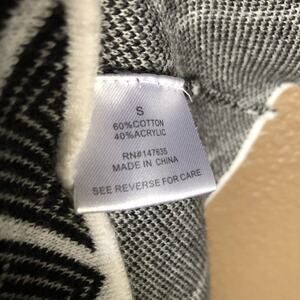 S
60%COTTON
40%ACRYLIC
RN#147635
MADE IN CHINA
SEE REVERSE FOR CARE